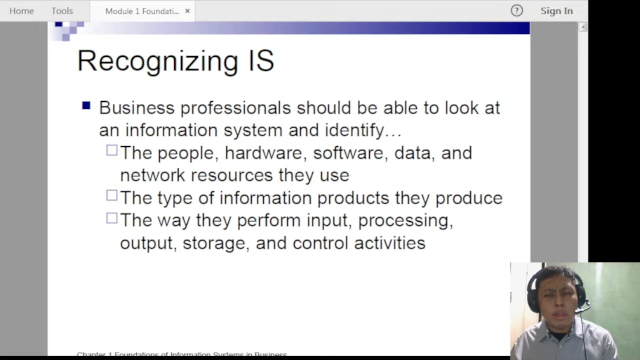 Home
Tools
Module 1 Foundati...
×
?
Sign In
Recognizing IS
Business professionals should be able to look at
an information system and identify…
The people, hardware, software, data, and
network resources they use
The type of information products they produce
The way they perform input, processing,
output, storage, and control activities
Chapter 1 Foundations of Information Systems in Business